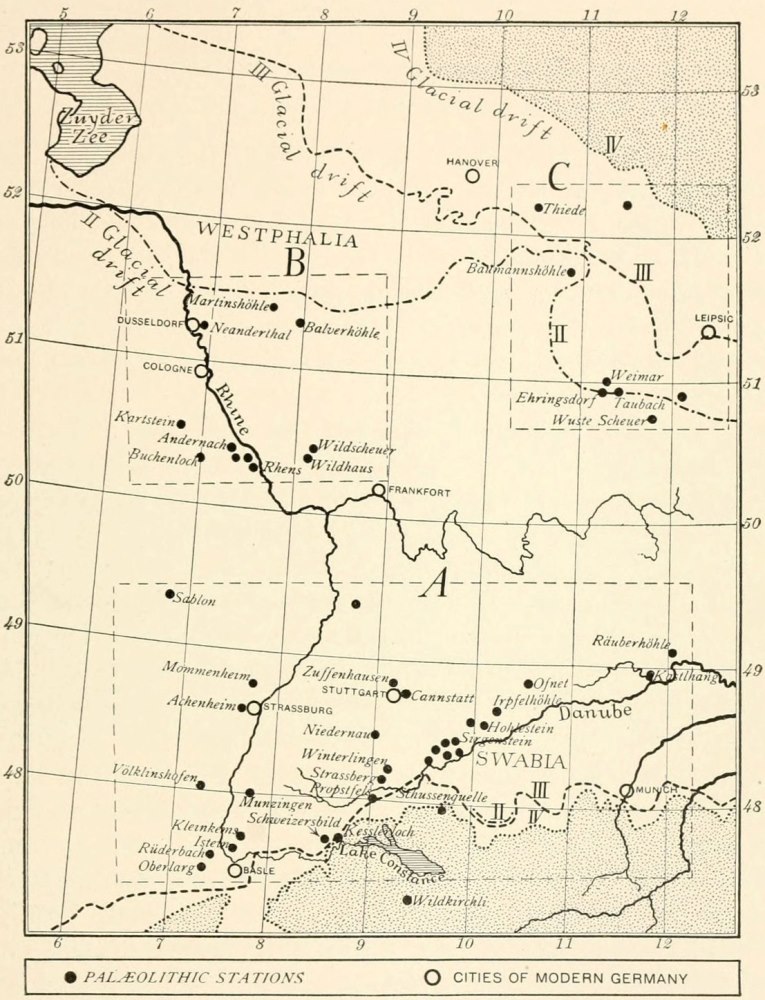 5 6 7 8 9 10 11 12
53
53
III Glacial drift
IV Glacial drift
IV
Zuyder
Zee
HANOVER
C
Thiede
52
52
II Glacial
drift
WESTPHALIA
B
Baumannshöhle
III
Martinshöhle
DUSSELDORF
Neanderthal
Balverhöhle
II
LEIPSIC
51
51
COLOGNE
Rhine
Weimar
Ehringsdorf
Taubach
Wuste Scheuer
Kartstein
Andernach
Buchenloch
Rhens
Wildscheuer
Wildhaus
50
50
FRANKFORT
A
Sablon
49
49
Räuberhöhle
Kastlhang
Mommenheim
Zuffenhausen
STUTTGART
Cannstatt
Ofnet
Achenheim
STRASSBURG
Irpfelhöhle
Hohlestein
Danube
Niedernau
Sirgenstein
SWABIA
Winterlingen
Strassberg
Propstfels
48
48
Völklinshofen
Munzingen
Schussenquelle
II
III
IV
MUNICH
Schweizersbild
Kesslerloch
Kleinkems
Istein
Rüderbach
Oberlarg
BASLE
Lake Constance
Wildkirchli
6 7 8 9 10 11 12
PALÆOLITHIC STATIONS
CITIES OF MODERN GERMANY